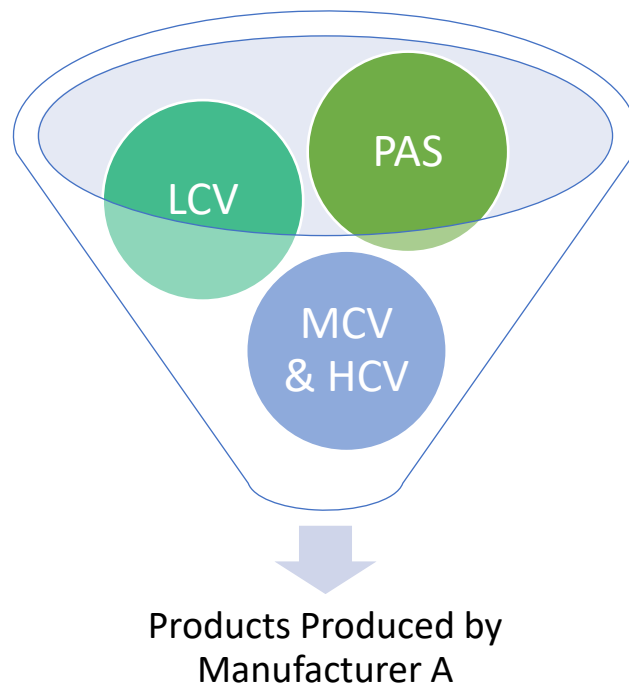 PAS
LCV
MCV
& HCV
Products Produced by
Manufacturer A